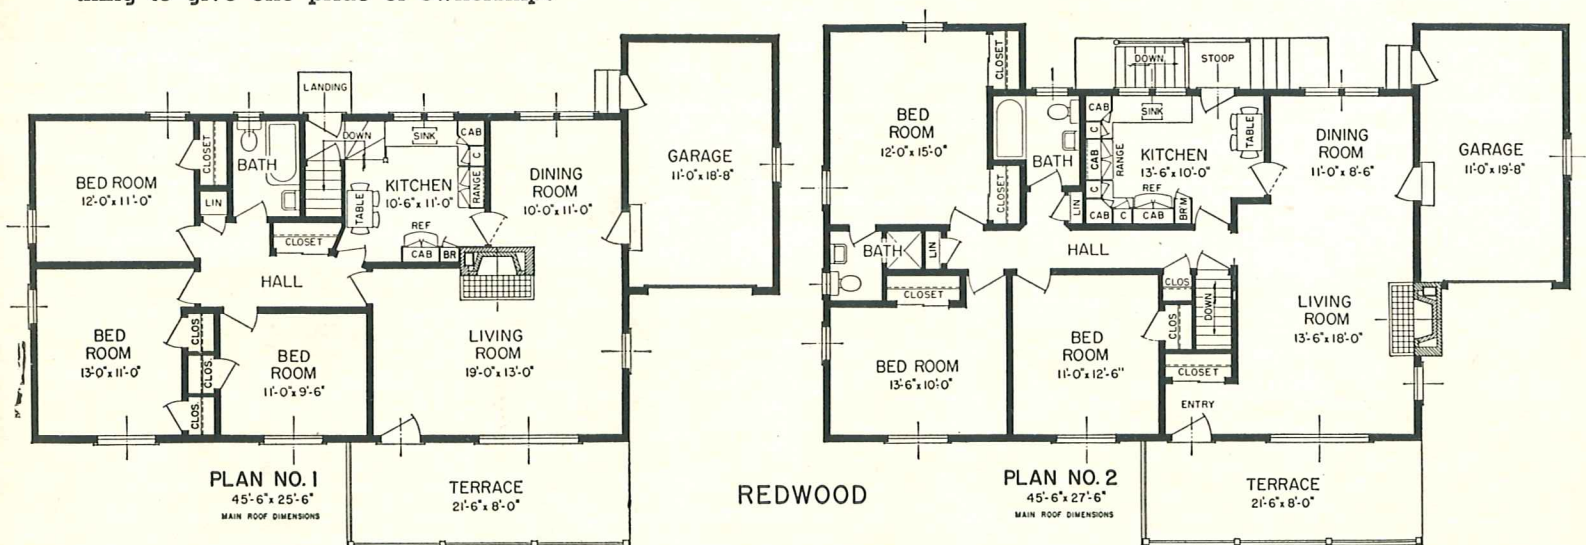 LANDING
DOWN
SINK
CAB
C
RANGE
CLOSET
BATH
LIN
BED ROOM
12'-0" x 11'-0"
TABLE
KITCHEN
10'-6" x 11'-0"
REF
CAB
BR
DINING
ROOM
10'-0" x 11'-0"
GARAGE
11'-0" x 18'-8"
CLOSET
HALL
BED
ROOM
13'-0" x 11'-0"
CLOS
CLOS
CLOS
BED
ROOM
11'-0" x 9'-6"
LIVING
ROOM
19'-0" x 13'-0"
PLAN NO. 1
45'-6" x 25'-6"
MAIN ROOF DIMENSIONS
TERRACE
21'-6" x 8'-0"
REDWOOD
CLOSET
DOWN
STOOP
BED
ROOM
12'-0" x 15'-0"
BATH
CAB
C
CAB
C
CAB
C
CAB
RANGE
SINK
TABLE
KITCHEN
13'-6" x 10'-0"
REF
BR'M
DINING
ROOM
11'-0" x 8'-6"
GARAGE
11'-0" x 19'-8"
CLOSET
LIN
BATH
LIN
HALL
CLOSET
CLOS
DOWN
CLOS
CLOSET
BED ROOM
13'-6" x 10'-0"
BED
ROOM
11'-0" x 12'-6"
LIVING
ROOM
13'-6" x 18'-0"
ENTRY
PLAN NO. 2
45'-6" x 27'-6"
MAIN ROOF DIMENSIONS
TERRACE
21'-6" x 8'-0"